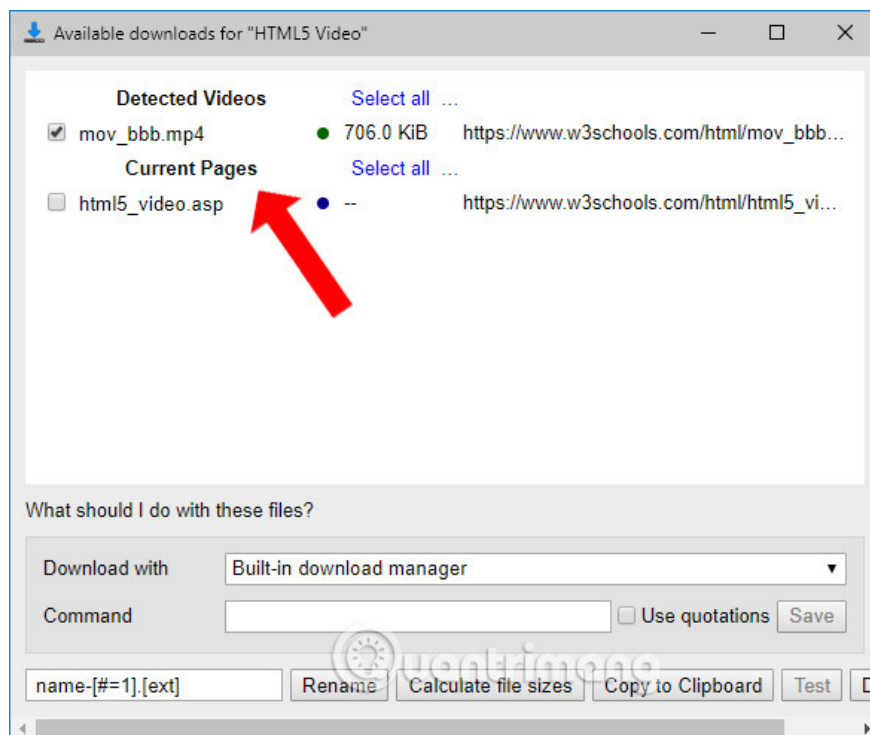 Available downloads for "HTML5 Video"
Detected Videos Select all ...
mov_bbb.mp4 706.0 KiB https://www.w3schools.com/html/mov_bbb...
Current Pages Select all ...
html5_video.asp -- https://www.w3schools.com/html/html5_vi...
What should I do with these files?
Download with Built-in download manager
Command Use quotations Save
Quantrimang
name-[#=1].[ext] Rename Calculate file sizes Copy to Clipboard Test D